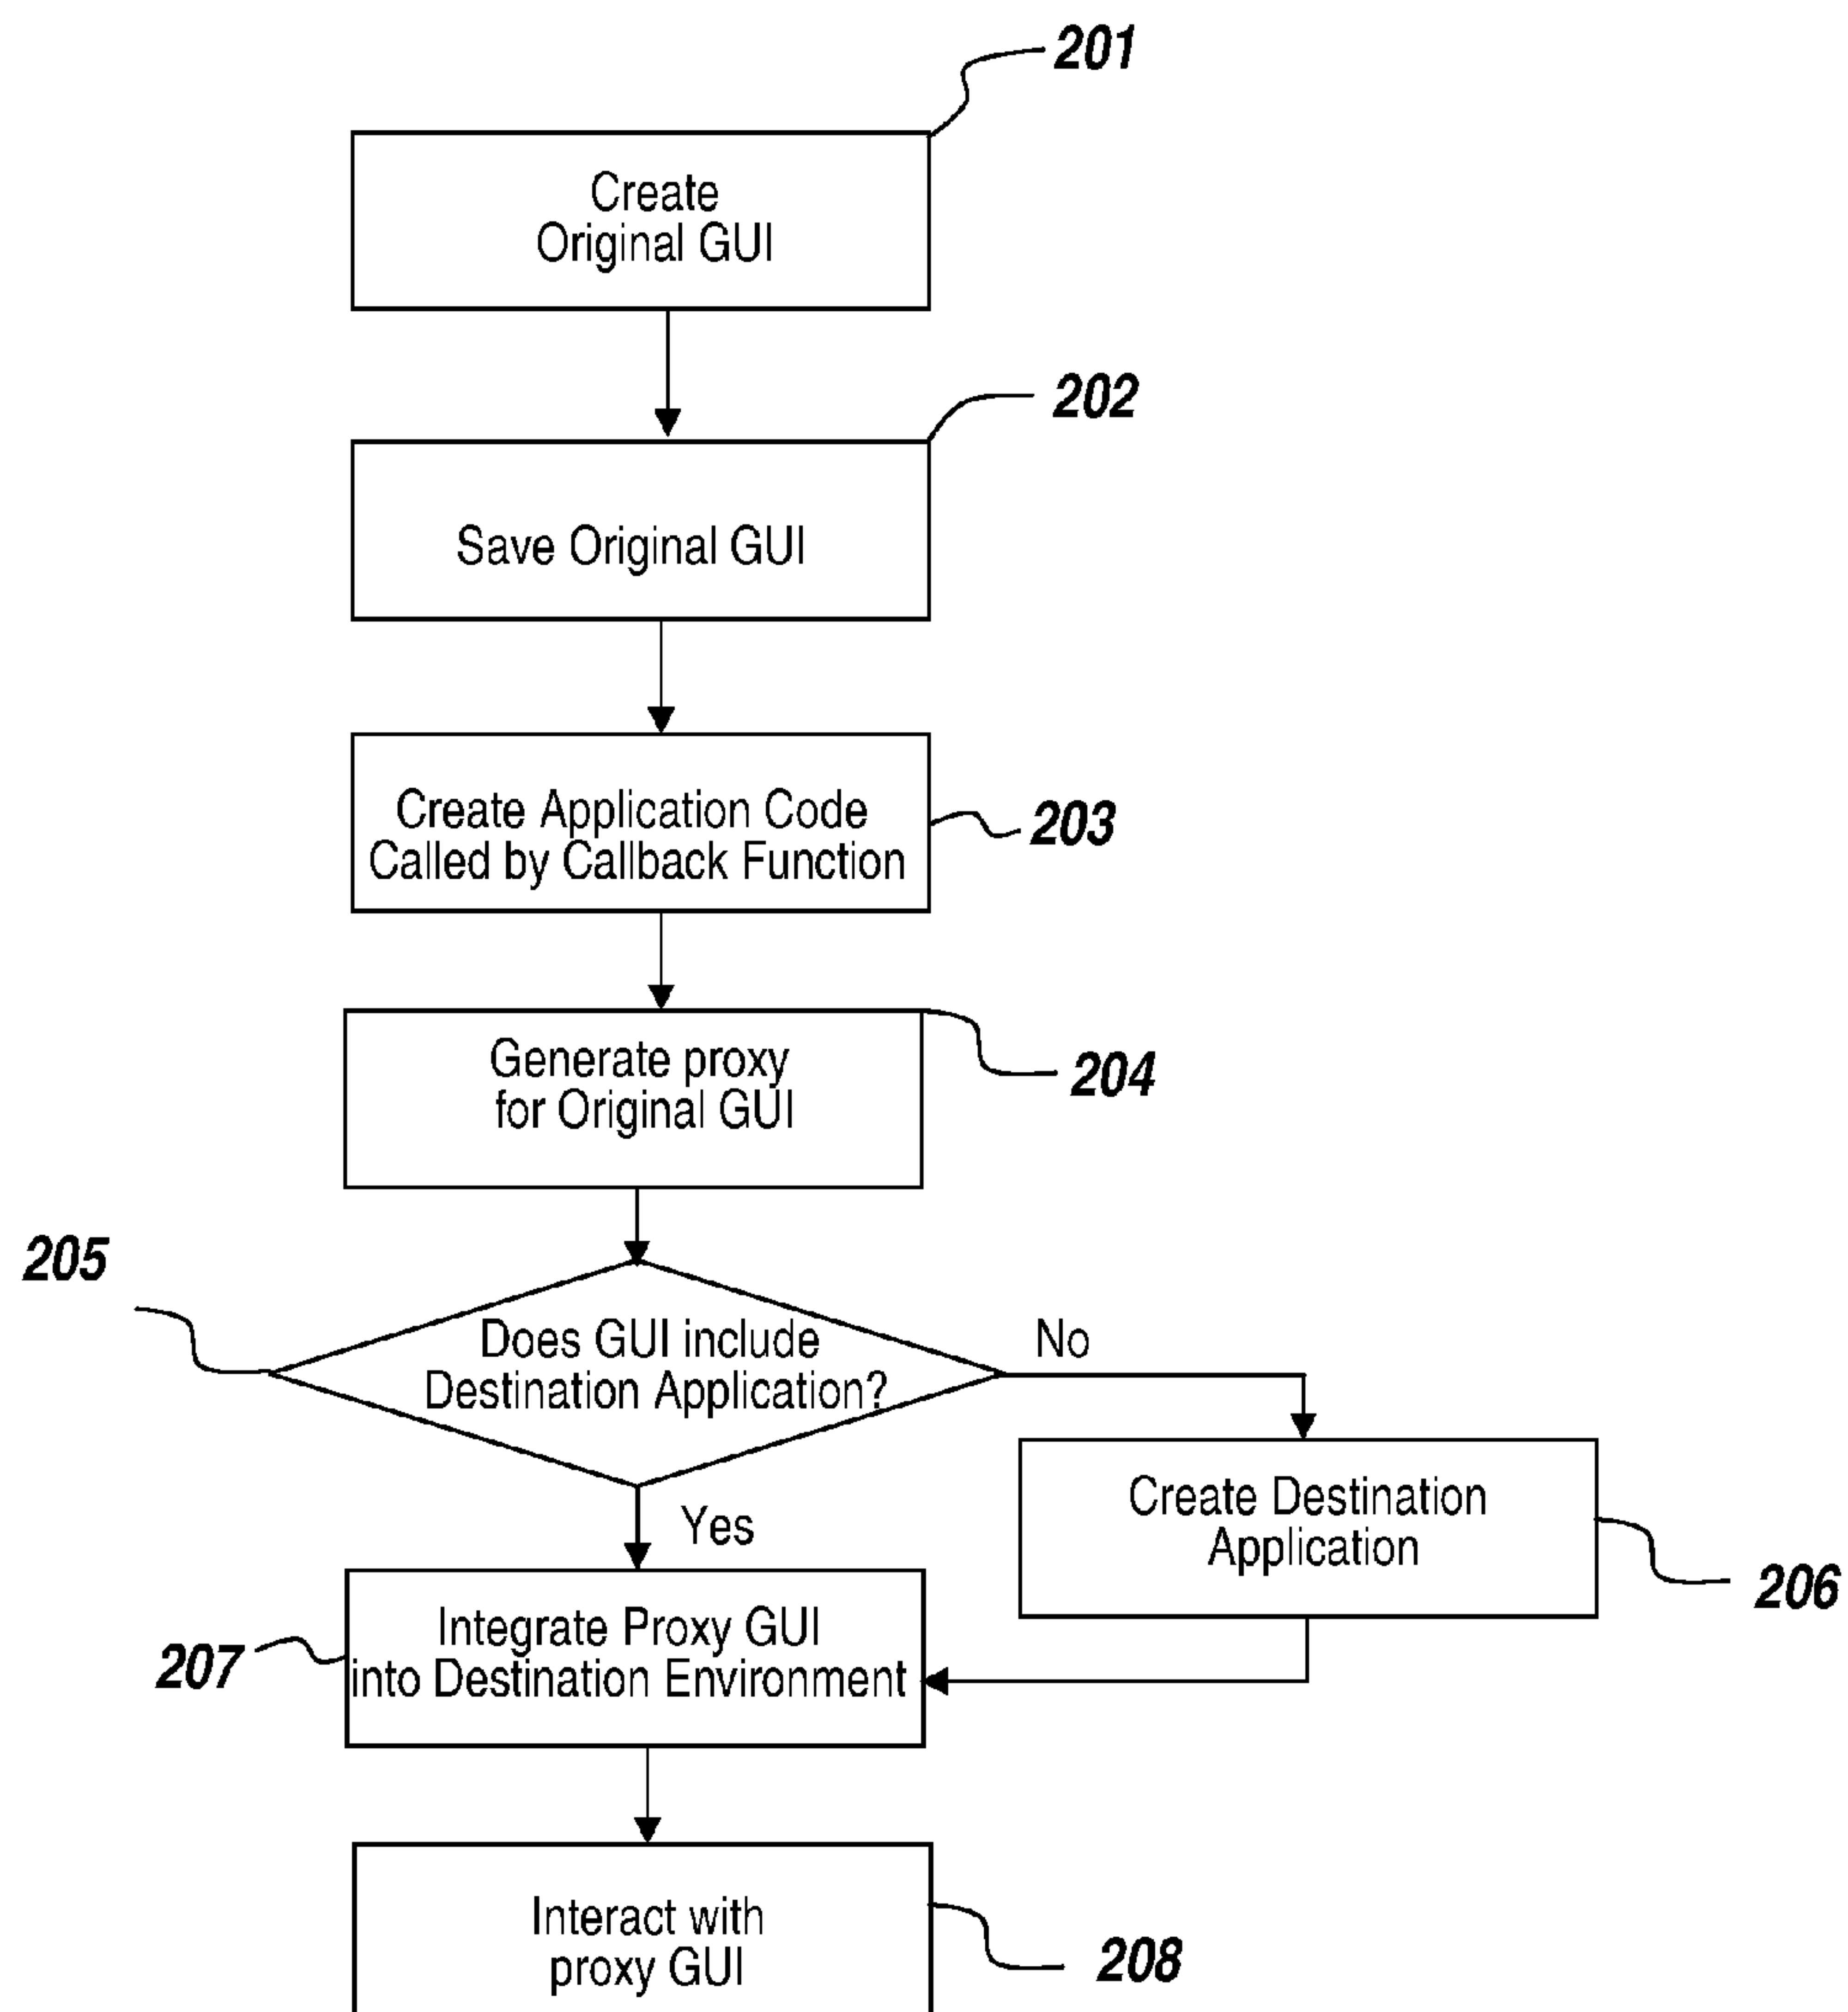 201
Create
Original GUI
202
Save Original GUI
Create Application Code
Called by Callback Function
203
Generate proxy
for Original GUI
204
205
Does GUI include
Destination Application?
No
Yes
Create Destination
Application
206
Integrate Proxy GUI
into Destination Environment
207
Interact with
proxy GUI
208